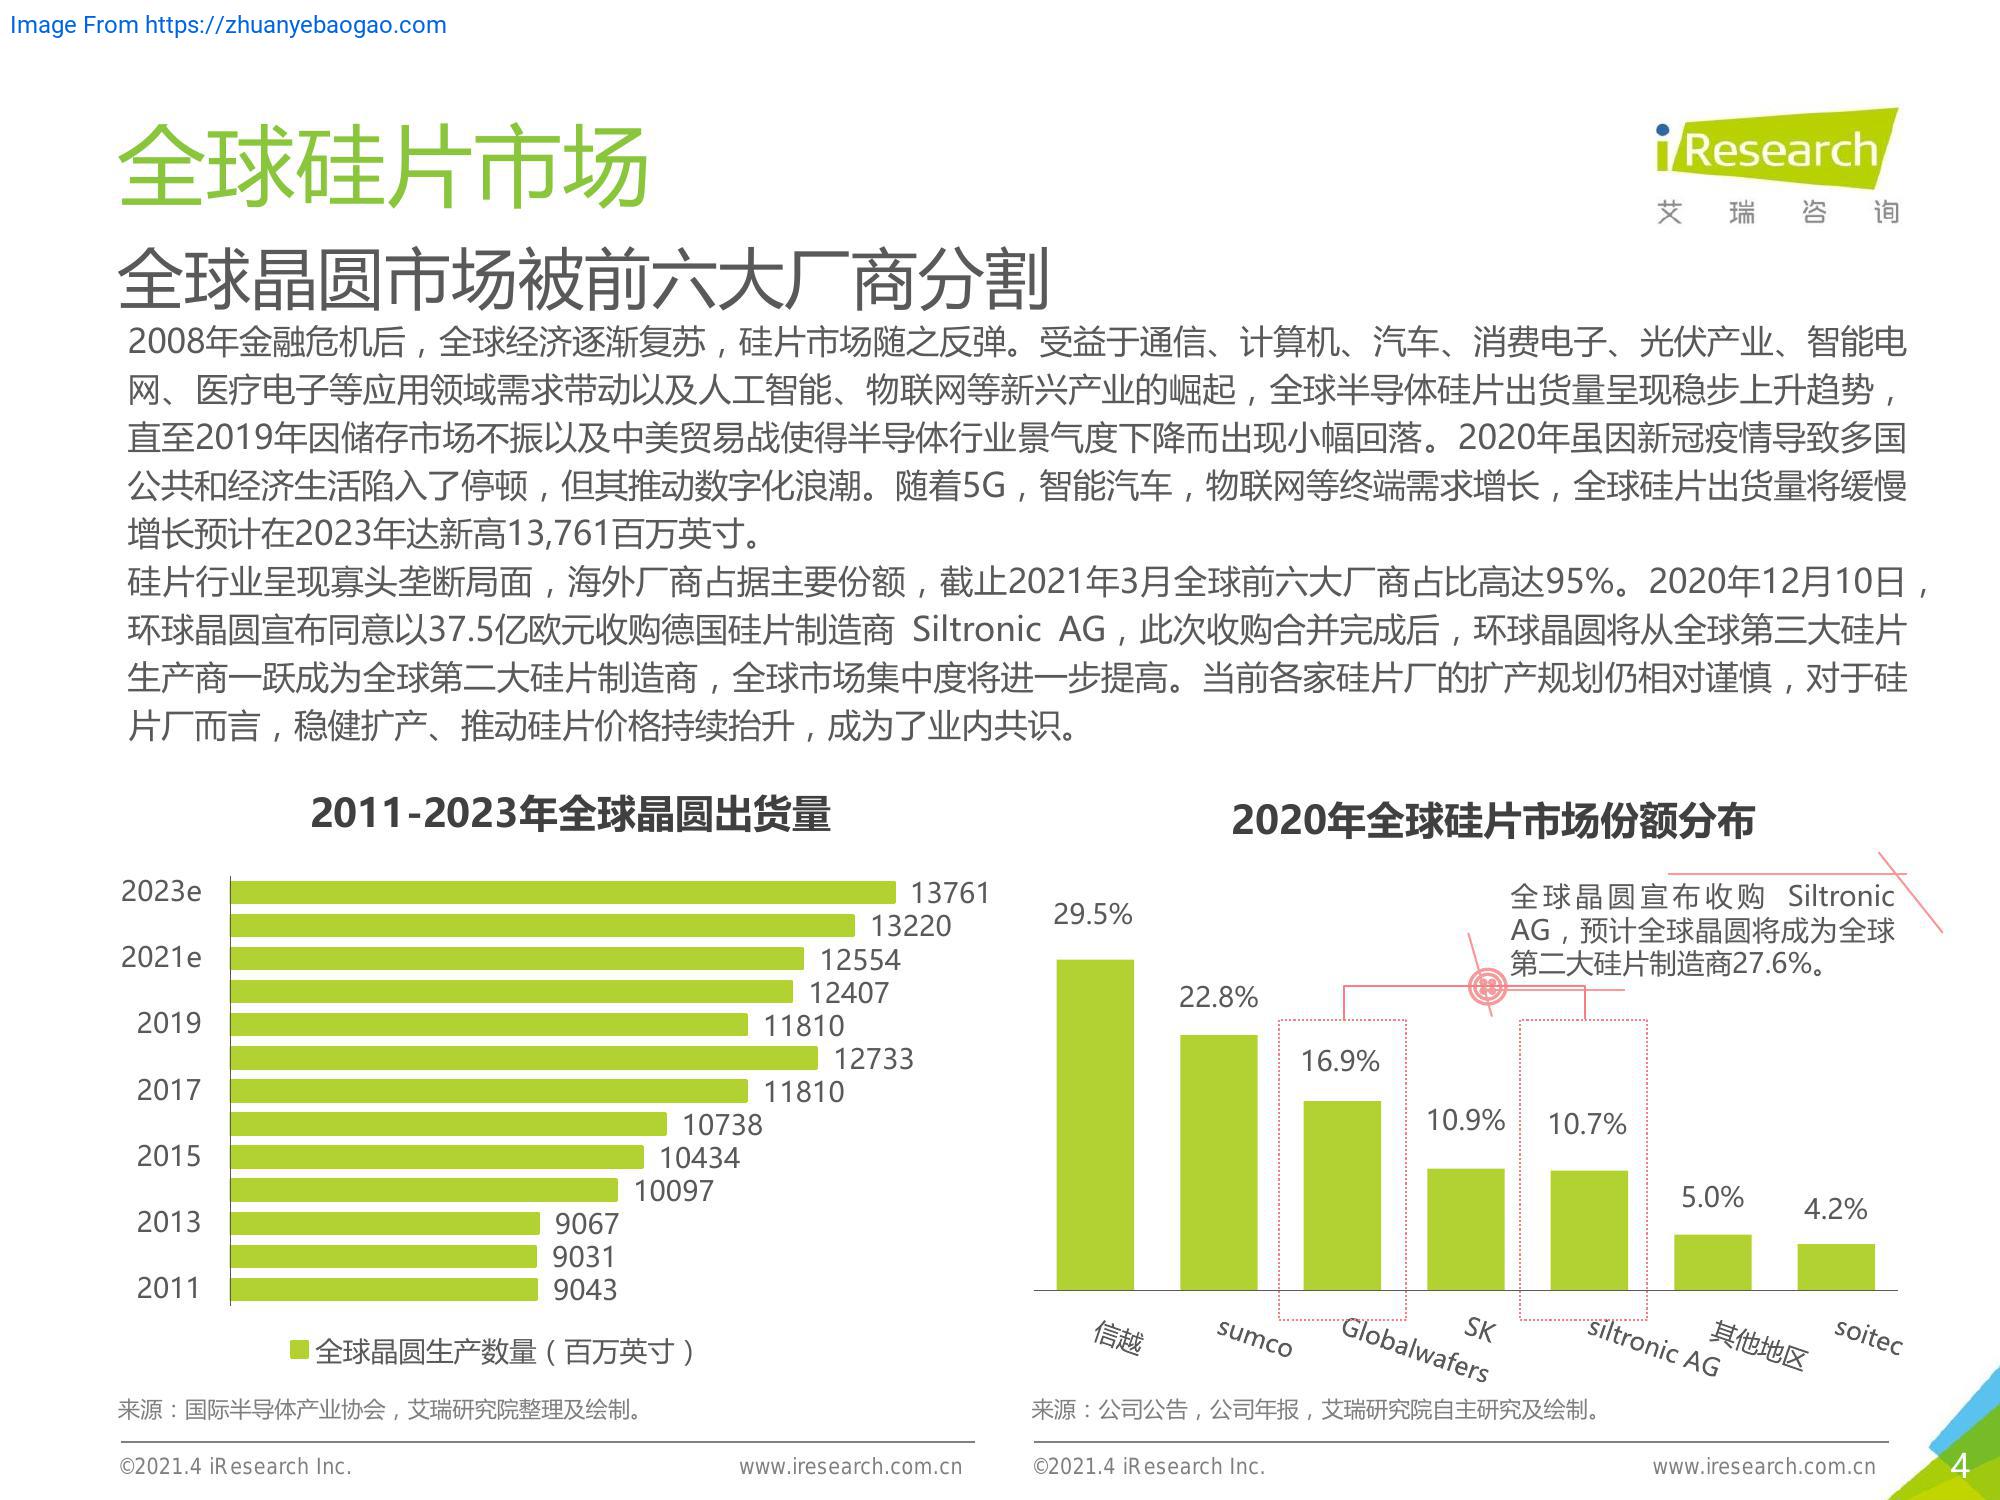 Image From https://zhuanyebaogao.com
iResearch
艾瑞咨询
全球硅片市场
全球晶圆市场被前六大厂商分割
2008年金融危机后，全球经济逐渐复苏，硅片市场随之反弹。受益于通信、计算机、汽车、消费电子、光伏产业、智能电
网、医疗电子等应用领域需求带动以及人工智能、物联网等新兴产业的崛起，全球半导体硅片出货量呈现稳步上升趋势，
直至2019年因储存市场不振以及中美贸易战使得半导体行业景气度下降而出现小幅回落。2020年虽因新冠疫情导致多国
公共和经济生活陷入了停顿，但其推动数字化浪潮。随着5G，智能汽车，物联网等终端需求增长，全球硅片出货量将缓慢
增长预计在2023年达新高13,761百万英寸。
硅片行业呈现寡头垄断局面，海外厂商占据主要份额，截止2021年3月全球前六大厂商占比高达95%。2020年12月10日，
环球晶圆宣布同意以37.5亿欧元收购德国硅片制造商 Siltronic AG，此次收购合并完成后，环球晶圆将从全球第三大硅片
生产商一跃成为全球第二大硅片制造商，全球市场集中度将进一步提高。当前各家硅片厂的扩产规划仍相对谨慎，对于硅
片厂而言，稳健扩产、推动硅片价格持续抬升，成为了业内共识。
2011-2023年全球晶圆出货量
2023e 13761
13220
2021e 12554
12407
2019 11810
12733
2017 11810
10738
2015 10434
10097
2013 9067
9031
2011 9043
全球晶圆生产数量（百万英寸）
来源：国际半导体产业协会，艾瑞研究院整理及绘制。
©2021.4 iResearch Inc. www.iresearch.com.cn
2020年全球硅片市场份额分布
全球晶圆宣布收购 Siltronic
AG，预计全球晶圆将成为全球
第二大硅片制造商27.6%。
29.5%
22.8%
16.9%
10.9%
10.7%
5.0%
4.2%
信越
sumco
Globalwafers
SK
siltronic AG
其他地区
soitec
来源：公司公告，公司年报，艾瑞研究院自主研究及绘制。
©2021.4 iResearch Inc. www.iresearch.com.cn
4